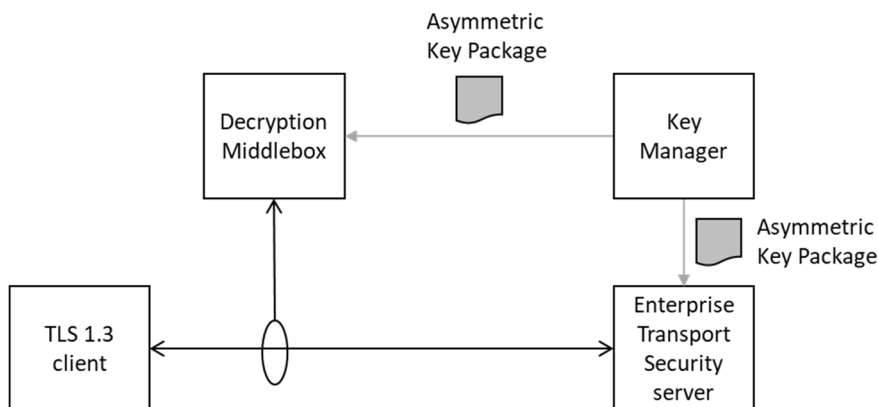 Asymmetric
Key Package
Decryption
Middlebox
Key
Manager
Asymmetric
Key Package
TLS 1.3
client
Enterprise
Transport
Security
server